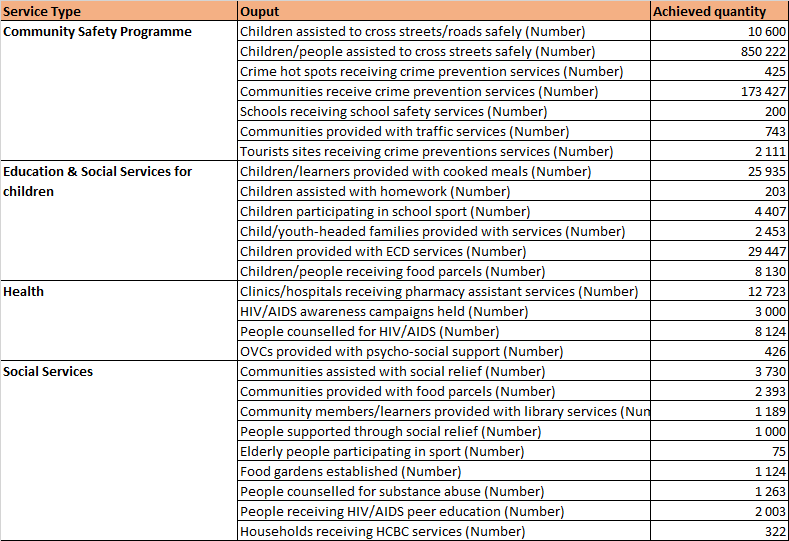 Service Type Ouput Achieved quantity
Community Safety Programme Children assisted to cross streets/roads safely (Number) 10 600
Children/people assisted to cross streets safely (Number) 850 222
Crime hot spots receiving crime prevention services (Number) 425
Communities receive crime prevention services (Number) 173 427
Schools receiving school safety services (Number) 200
Communities provided with traffic services (Number) 743
Tourists sites receiving crime preventions services (Number) 2 111
Education & Social Services for Children/learners provided with cooked meals (Number) 25 935
children Children assisted with homework (Number) 203
Children participating in school sport (Number) 4 407
Child/youth-headed families provided with services (Number) 2 453
Children provided with ECD services (Number) 29 447
Children/people receiving food parcels (Number) 8 130
Health Clinics/hospitals receiving pharmacy assistant services (Number) 12 723
HIV/AIDS awareness campaigns held (Number) 3 000
People counselled for HIV/AIDS (Number) 8 124
OVCs provided with psycho-social support (Number) 426
Social Services Communities assisted with social relief (Number) 3 730
Communities provided with food parcels (Number) 2 393
Community members/learners provided with library services (Num 1 189
People supported through social relief (Number) 1 000
Elderly people participating in sport (Number) 75
Food gardens established (Number) 1 124
People counselled for substance abuse (Number) 1 263
People receiving HIV/AIDS peer education (Number) 2 003
Households receiving HCBC services (Number) 322